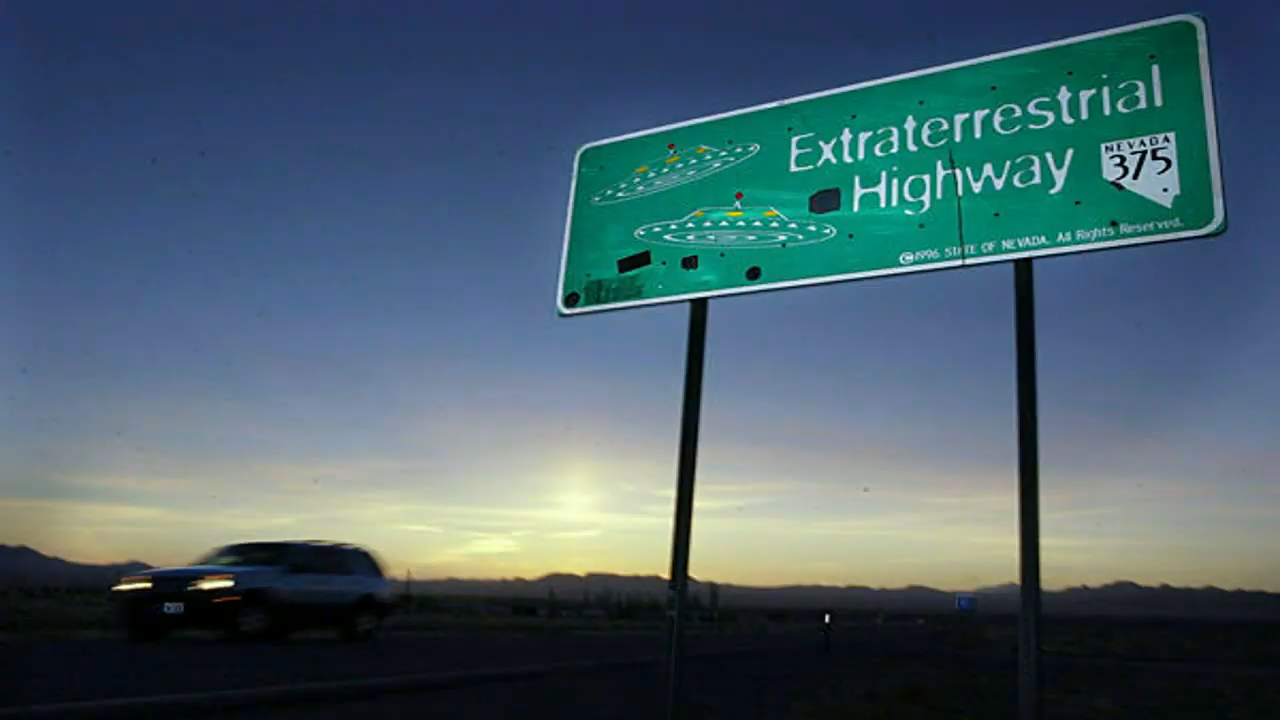 Extraterrestrial
Highway
NEVADA
375
©1996 STATE OF NEVADA. All Rights Reserved.